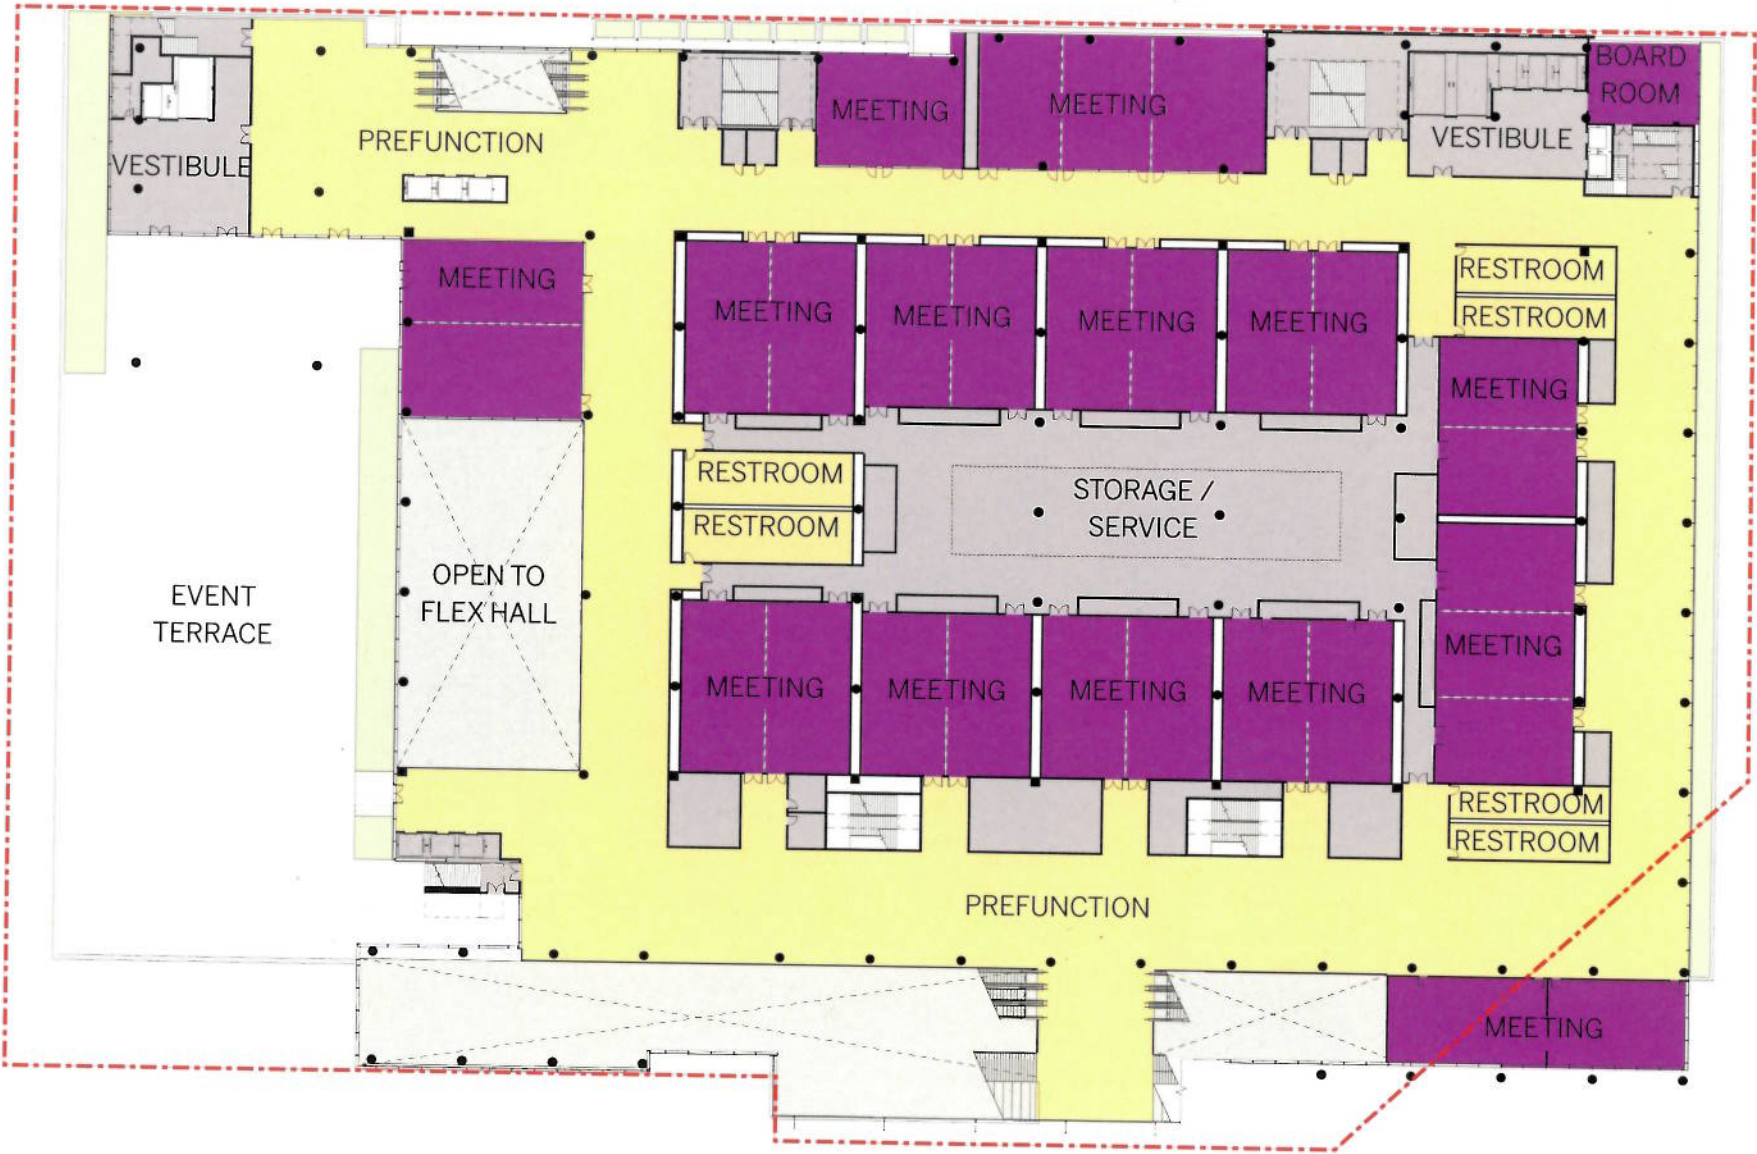 BOARD
ROOM
MEETING
MEETING
VESTIBULE
PREFUNCTION
VESTIBULE
RESTROOM
RESTROOM
MEETING
MEETING
MEETING
MEETING
MEETING
MEETING
RESTROOM
RESTROOM
STORAGE /
SERVICE
OPEN TO
FLEX HALL
EVENT
TERRACE
MEETING
MEETING
MEETING
MEETING
MEETING
RESTROOM
RESTROOM
PREFUNCTION
MEETING